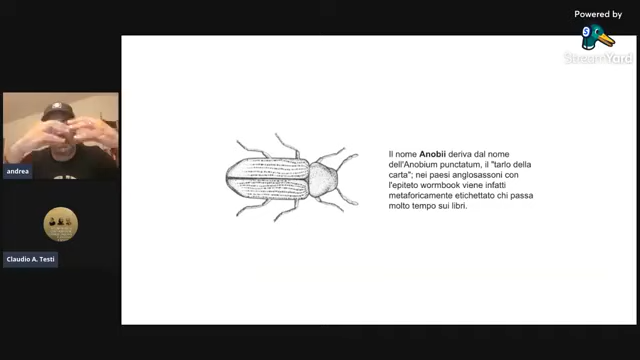 Powered by
S
StreamYard
andrea
Claudio A. Testi
Il nome Anobii deriva dal nome
dell'Anobium punctatum, il "tarlo della
carta"; nei paesi anglosassoni con
l'epiteto wormbook viene infatti
metaforicamente etichettato chi passa
molto tempo sui libri.